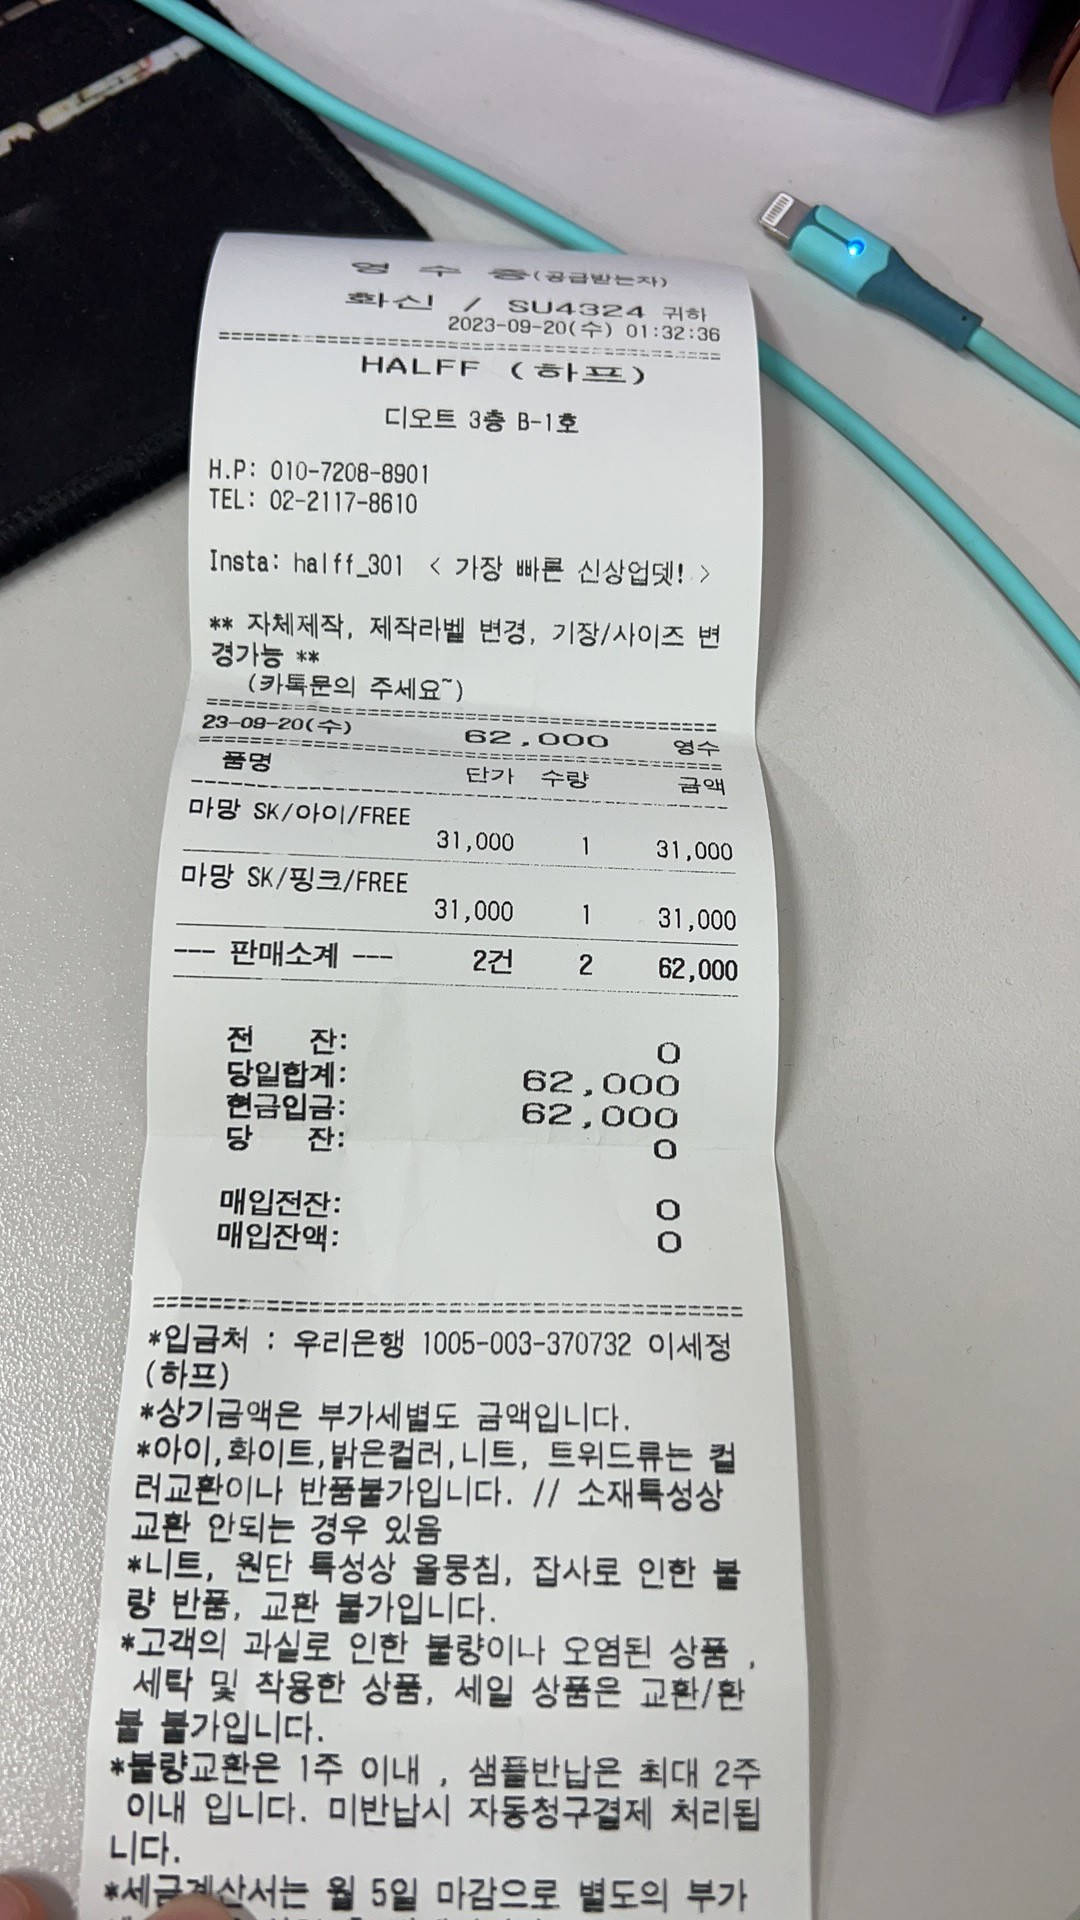 영 수 증(공급받는자)
화신 / SU4324 귀하
2023-09-20(수) 01:32:36
================================================
HALFF (하프)
디오트 3층 B-1호
H.P: 010-7208-8901
TEL: 02-2117-8610
Insta: halff_301 < 가장 빠른 신상업뎃! >
** 자체제작, 제작라벨 변경, 기장/사이즈 변
경가능 **
(카톡문의 주세요~)
================================================
23-09-20(수) 62,000 영수
================================================
품명 단가 수량 금액
마망 SK/아이/FREE
31,000 1 31,000
마망 SK/핑크/FREE
31,000 1 31,000
--- 판매소계 --- 2건 2 62,000
전 잔: 0
당일합계: 62,000
현금입금: 62,000
당 잔: 0
매입전잔: 0
매입잔액: 0
================================================
*입금처 : 우리은행 1005-003-370732 이세정
(하프)
*상기금액은 부가세별도 금액입니다.
*아이,화이트,밝은컬러,니트, 트위드류는 컬
러교환이나 반품불가입니다. // 소재특성상
교환 안되는 경우 있음
*니트, 원단 특성상 올뭉침, 잡사로 인한 불
량 반품, 교환 불가입니다.
*고객의 과실로 인한 불량이나 오염된 상품 ,
세탁 및 착용한 상품, 세일 상품은 교환/환
불 불가입니다.
*불량교환은 1주 이내 , 샘플반납은 최대 2주
이내 입니다. 미반납시 자동청구결제 처리됩
니다.
*세금계산서는 월 5일 마감으로 별도의 부가